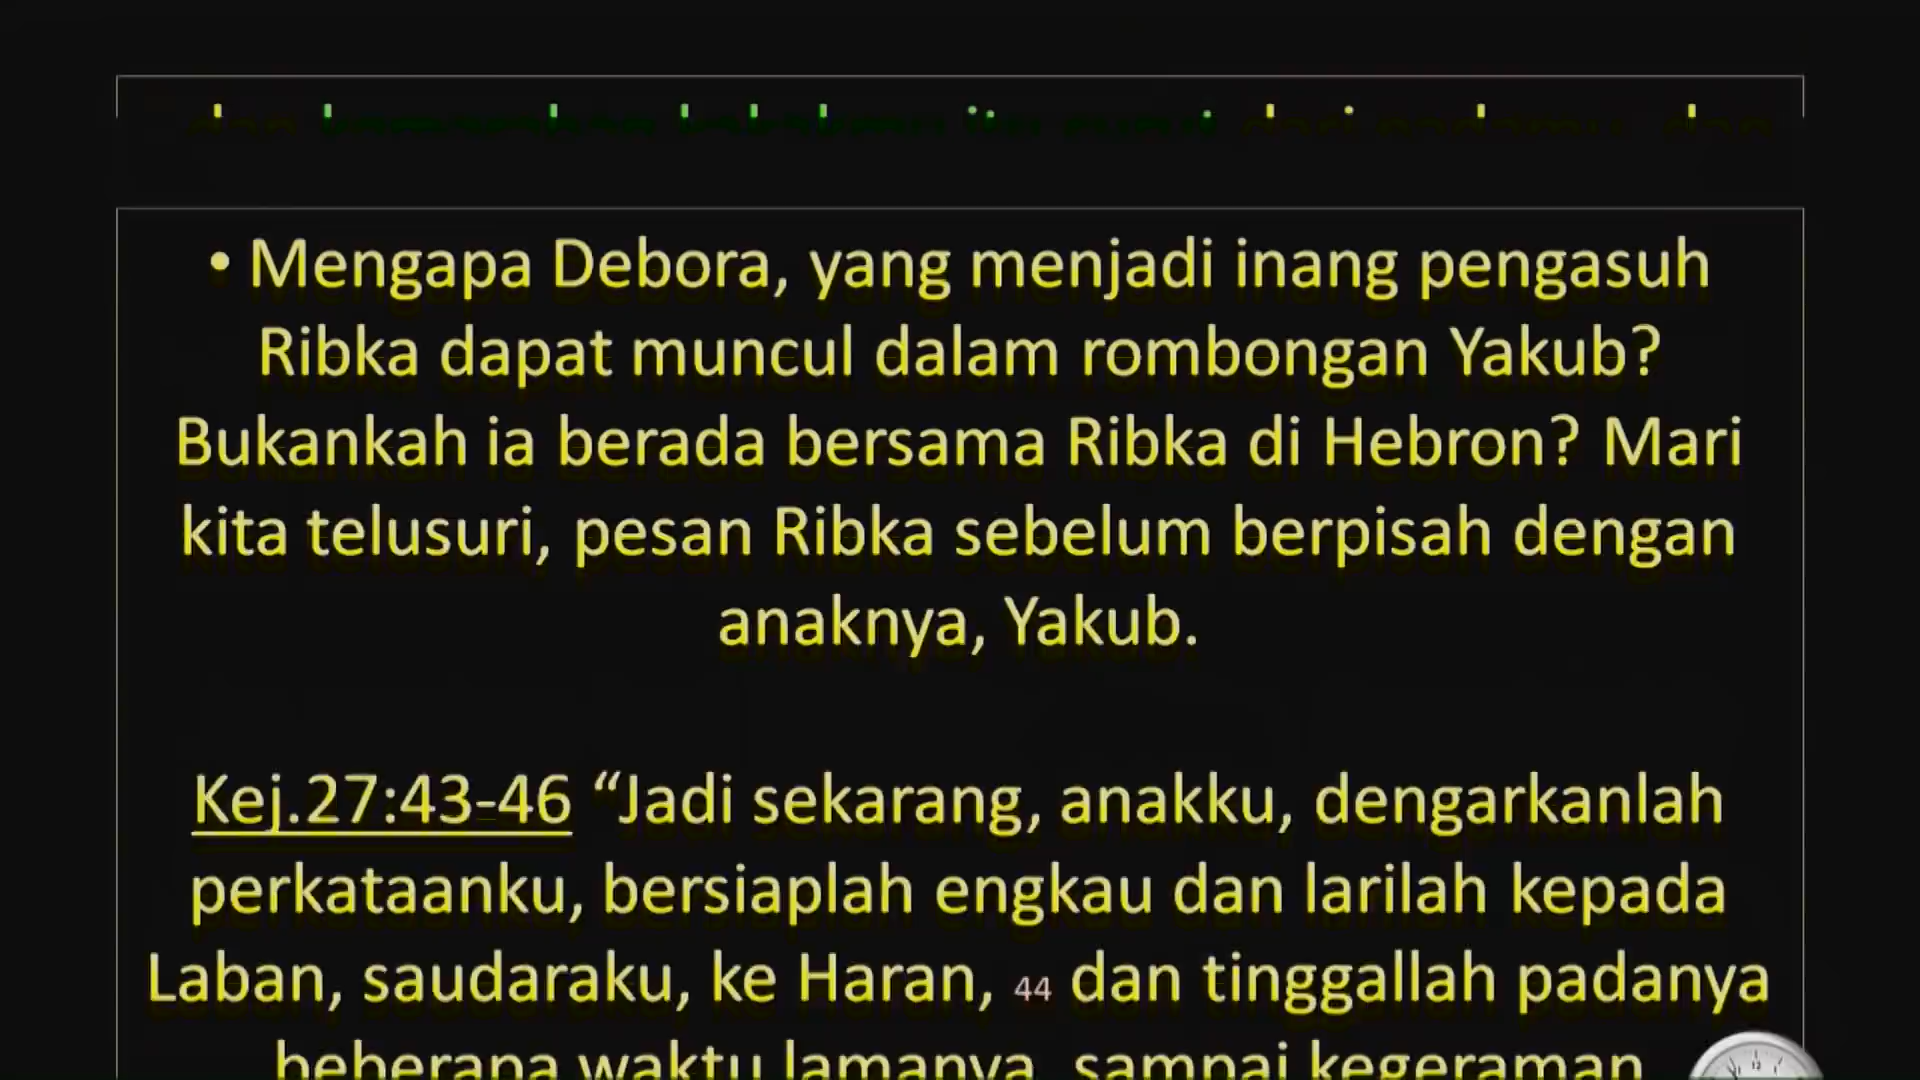 • Mengapa Debora, yang menjadi inang pengasuh
Ribka dapat muncul dalam rombongan Yakub?
Bukankah ia berada bersama Ribka di Hebron? Mari
kita telusuri, pesan Ribka sebelum berpisah dengan
anaknya, Yakub.
Kej.27:43-46 “Jadi sekarang, anakku, dengarkanlah
perkataanku, bersiaplah engkau dan larilah kepada
Laban, saudaraku, ke Haran, 44 dan tinggallah padanya
beberapa waktu lamanya, sampai kegeraman
12